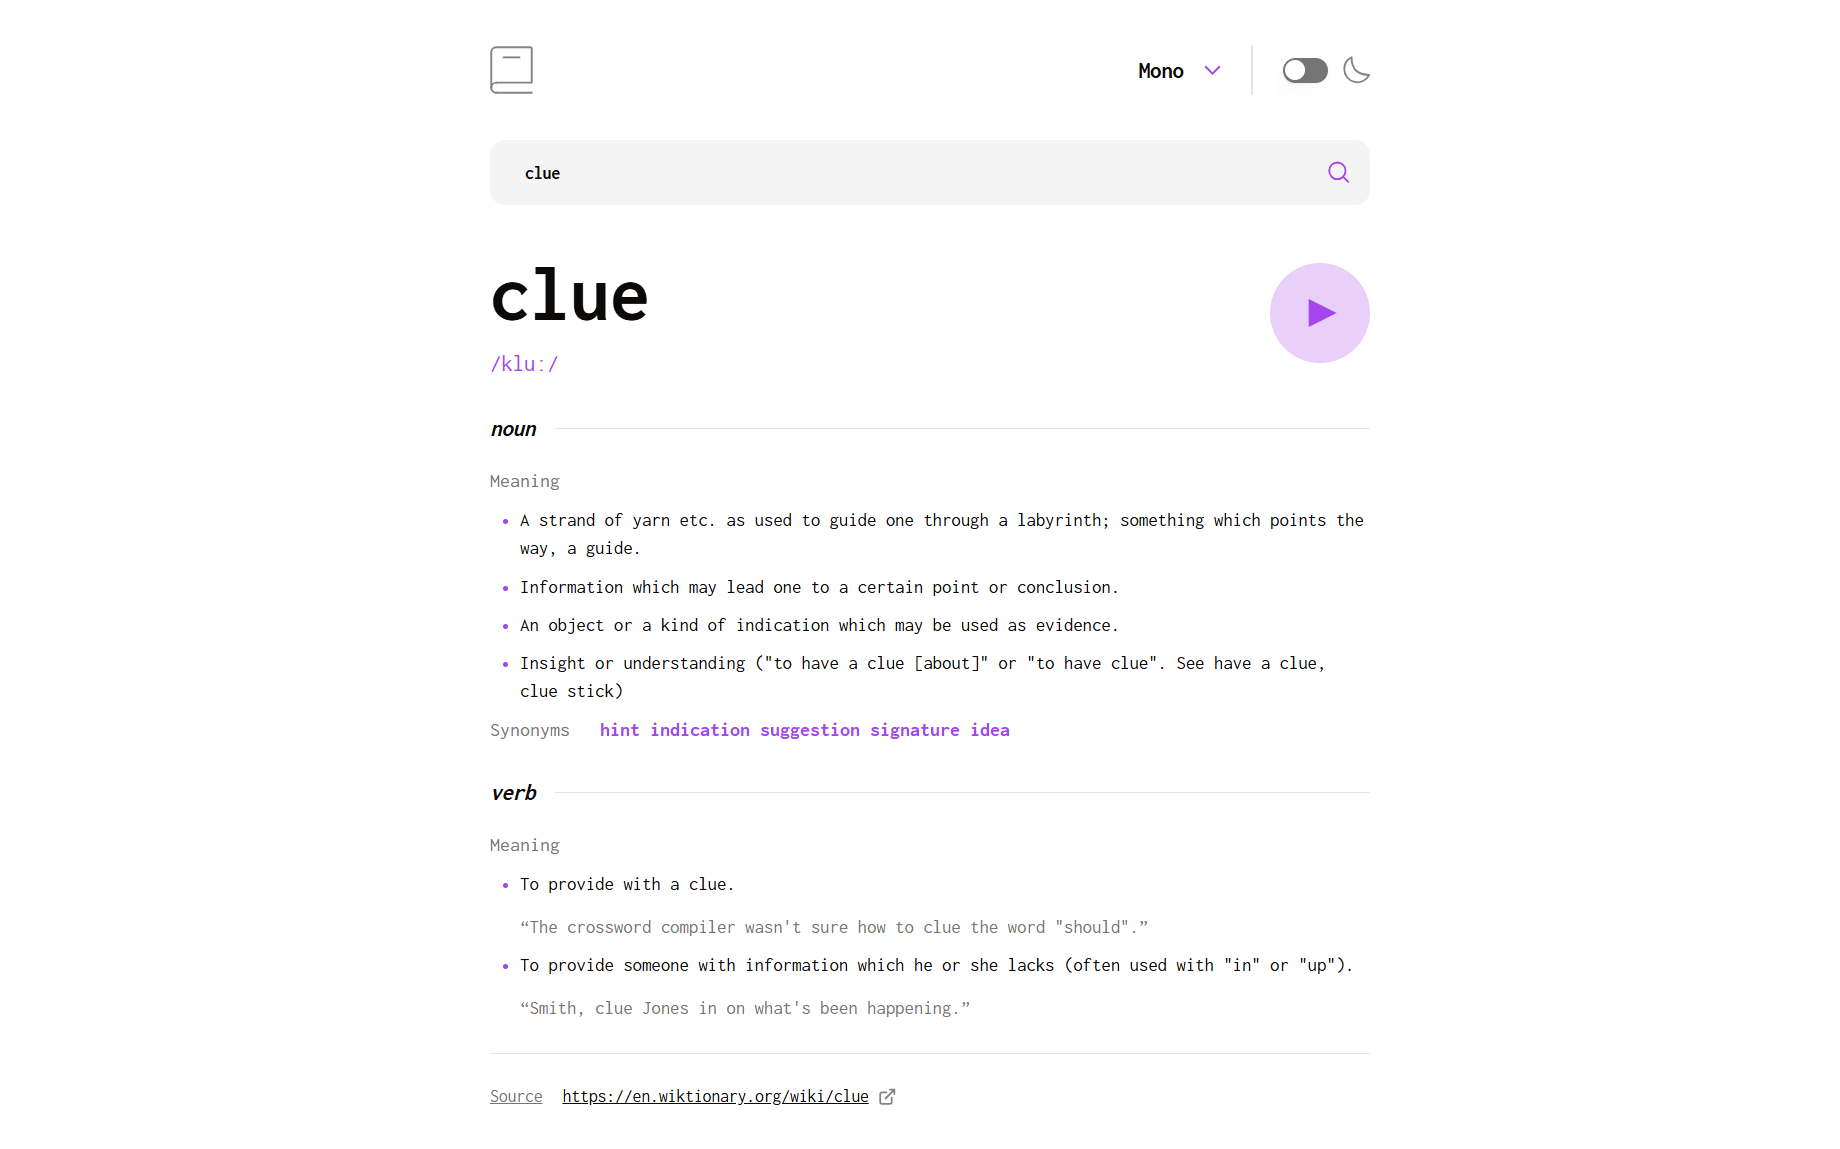 Mono
clue
clue
/kluː/
noun
Meaning
• A strand of yarn etc. as used to guide one through a labyrinth; something which points the
way, a guide.
• Information which may lead one to a certain point or conclusion.
• An object or a kind of indication which may be used as evidence.
• Insight or understanding ("to have a clue [about]" or "to have clue". See have a clue,
clue stick)
Synonyms hint indication suggestion signature idea
verb
Meaning
• To provide with a clue.
“The crossword compiler wasn't sure how to clue the word "should".”
• To provide someone with information which he or she lacks (often used with "in" or "up").
“Smith, clue Jones in on what's been happening.”
Source https://en.wiktionary.org/wiki/clue